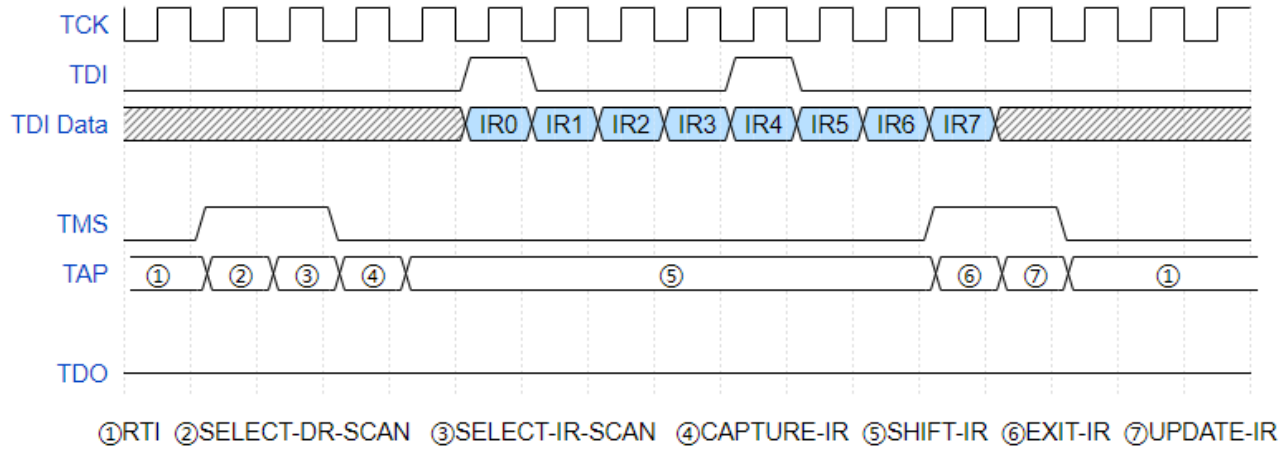 TCK
TDI
TDI Data IR0 IR1 IR2 IR3 IR4 IR5 IR6 IR7
TMS
TAP ① ② ③ ④ ⑤ ⑥ ⑦ ①
TDO
①RTI ②SELECT-DR-SCAN ③SELECT-IR-SCAN ④CAPTURE-IR ⑤SHIFT-IR ⑥EXIT-IR ⑦UPDATE-IR